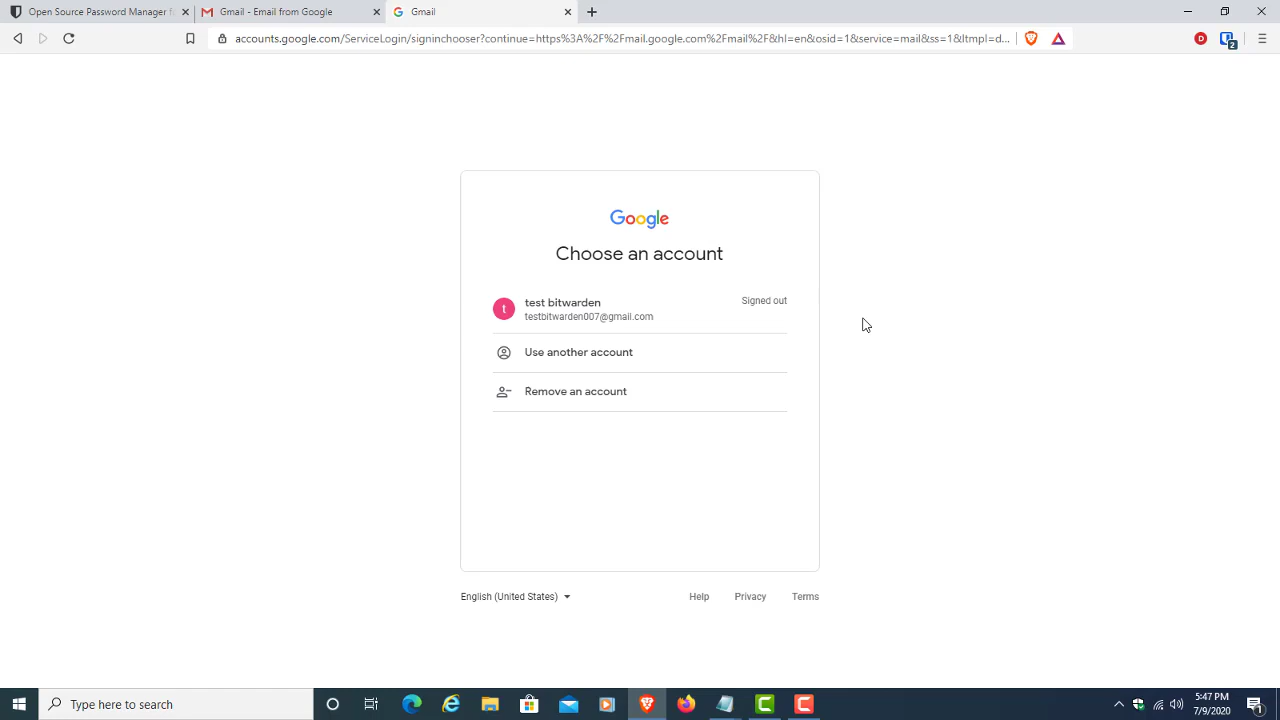 Open Source Password Manager f
Gmail - Email from Google
Gmail
accounts.google.com/ServiceLogin/signinchooser?continue=https%3A%2F%2Fmail.google.com%2Fmail%2F&hl=en&osid=1&service=mail&ss=1&ltmpl=d...
D
2
Google
Choose an account
t
test bitwarden
Signed out
testbitwarden007@gmail.com
Use another account
Remove an account
English (United States)
Help
Privacy
Terms
Type here to search
5:47 PM
7/9/2020
1